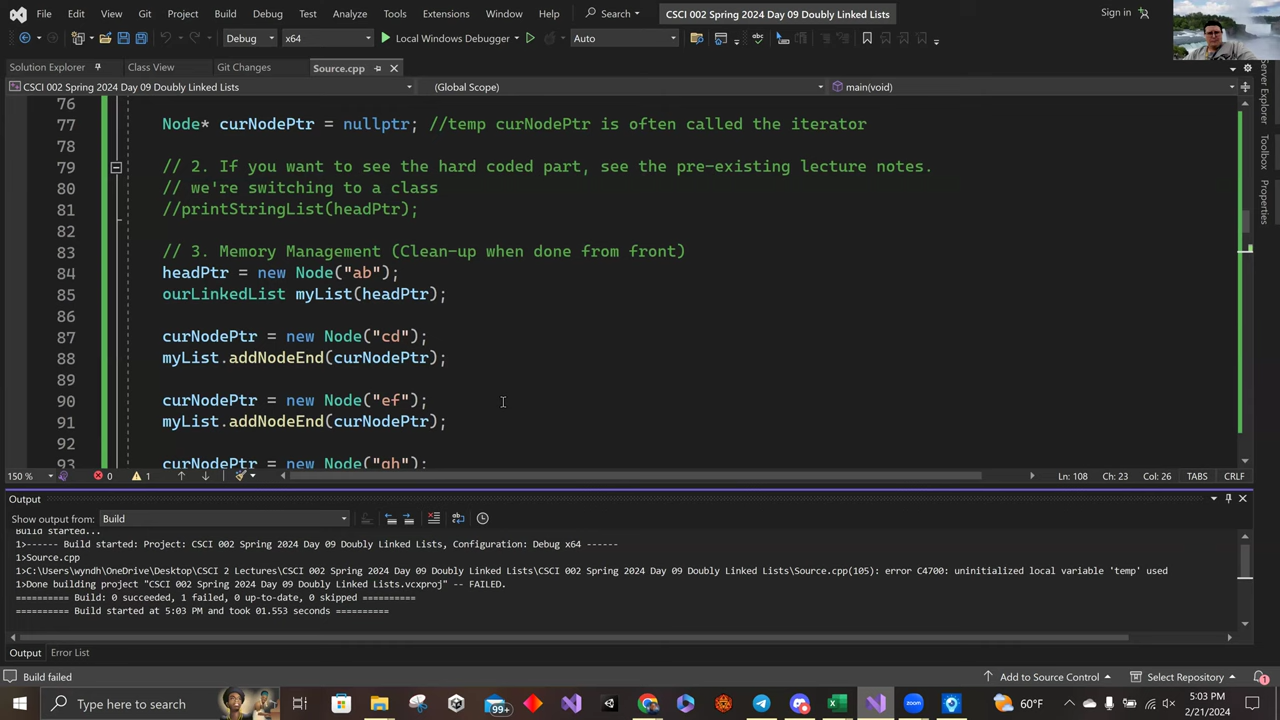 File Edit View Git Project Build Debug Test Analyze Tools Extensions Window Help Search CSCI 002 Spring 2024 Day 09 Doubly Linked Lists Sign in
Debug x64 Local Windows Debugger Auto
Solution Explorer Class View Git Changes Source.cpp
CSCI 002 Spring 2024 Day 09 Doubly Linked Lists (Global Scope) main(void)
76
77 Node* curNodePtr = nullptr; //temp curNodePtr is often called the iterator
78
79 // 2. If you want to see the hard coded part, see the pre-existing lecture notes.
80 // we're switching to a class
81 //printStringList(headPtr);
82
83 // 3. Memory Management (Clean-up when done from front)
84 headPtr = new Node("ab");
85 ourLinkedList myList(headPtr);
86
87 curNodePtr = new Node("cd");
88 myList.addNodeEnd(curNodePtr);
89
90 curNodePtr = new Node("ef");
91 myList.addNodeEnd(curNodePtr);
92
93 curNodePtr = new Node("gh");
Server Explorer
Toolbox
Properties
150 % 0 1 Ln: 108 Ch: 23 Col: 26 TABS CRLF
Output
Show output from: Build
Build started...
1>------ Build started: Project: CSCI 002 Spring 2024 Day 09 Doubly Linked Lists, Configuration: Debug x64 ------
1>Source.cpp
1>C:\Users\wyndh\OneDrive\Desktop\CSCI 2 Lectures\CSCI 002 Spring 2024 Day 09 Doubly Linked Lists\CSCI 002 Spring 2024 Day 09 Doubly Linked Lists\Source.cpp(105): error C4700: uninitialized local variable 'temp' used
1>Done building project "CSCI 002 Spring 2024 Day 09 Doubly Linked Lists.vcxproj" -- FAILED.
========== Build: 0 succeeded, 1 failed, 0 up-to-date, 0 skipped ==========
========== Build started at 5:03 PM and took 01.553 seconds ==========
Output Error List
Build failed Add to Source Control Select Repository 1
Type here to search 99+ 60°F 5:03 PM
2/21/2024